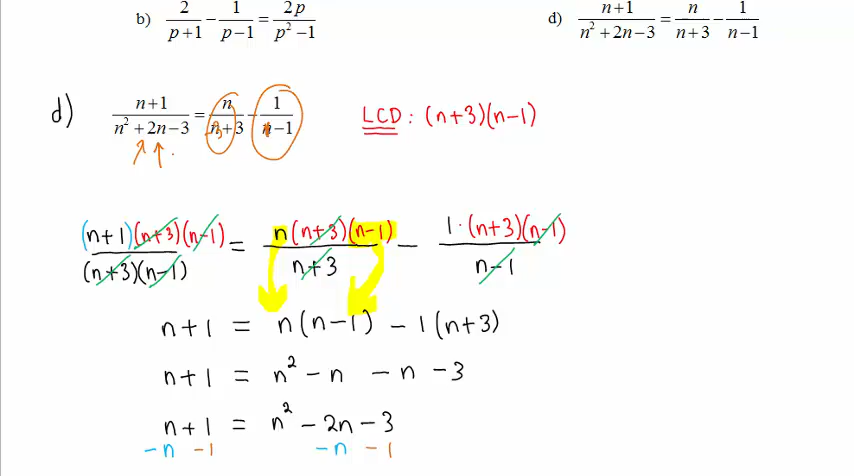 b) 2/(p+1) − 1/(p−1) = 2p/(p²−1)
d) (n+1)/(n²+2n−3) = n/(n+3) − 1/(n−1)
d) (n+1)/(n²+2n−3) = n/(n+3) − 1/(n−1)
LCD : (n+3)(n−1)
(n+1)(n+3)(n−1)/(n+3)(n−1) = n(n+3)(n−1)/(n+3) − 1·(n+3)(n−1)/(n−1)
n+1 = n(n−1) − 1(n+3)
n+1 = n² − n − n − 3
n+1 = n² − 2n − 3
−n −1 −n −1